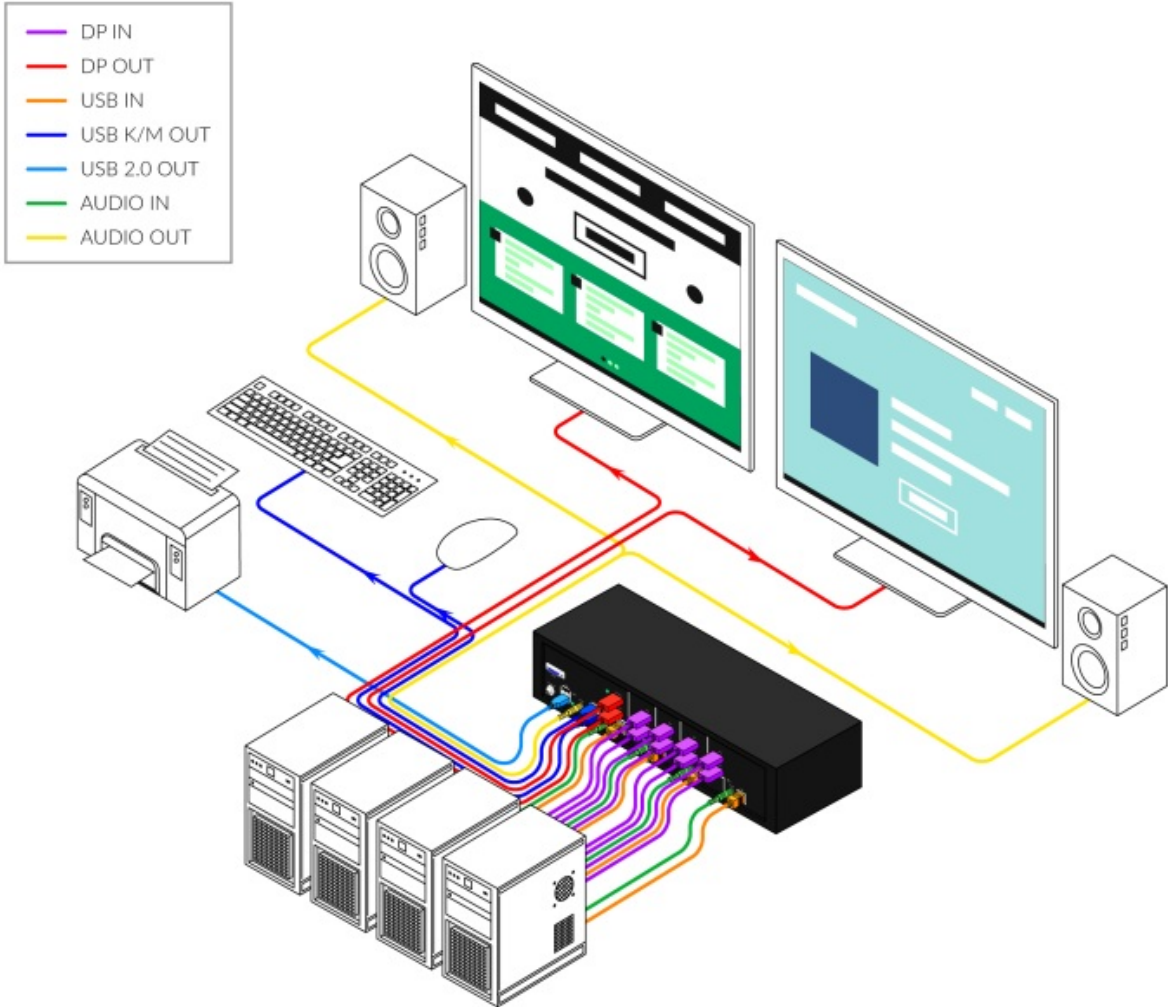 DP IN
DP OUT
USB IN
USB K/M OUT
USB 2.0 OUT
AUDIO IN
AUDIO OUT